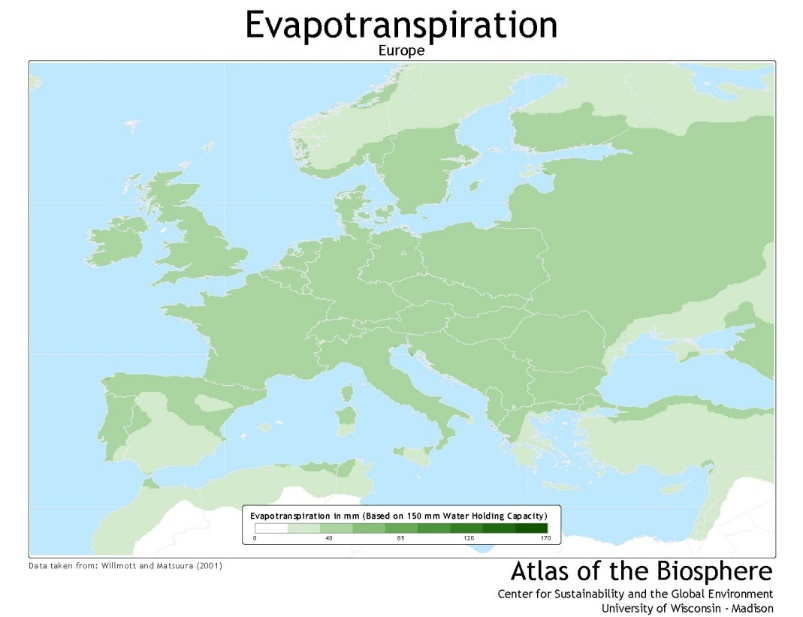 Evapotranspiration
Europe
Evapotranspiration in mm (Based on 150 mm Water Holding Capacity)
0 40 85 120 170
Data taken from: Willmott and Matsuura (2001)
Atlas of the Biosphere
Center for Sustainability and the Global Environment
University of Wisconsin - Madison